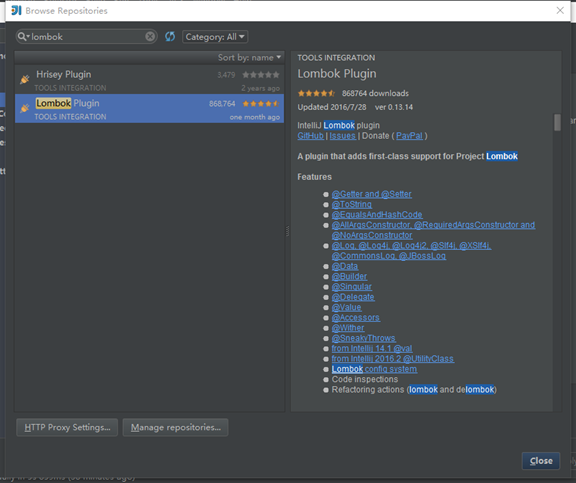 Browse Repositories
lombok
Category: All
Sort by: name
Hrisey Plugin
3,479
TOOLS INTEGRATION
2 years ago
Lombok Plugin
868,764
TOOLS INTEGRATION
one month ago
TOOLS INTEGRATION
Lombok Plugin
868764 downloads
Updated 2016/7/28 ver 0.13.14
IntelliJ Lombok plugin
GitHub | Issues | Donate ( PayPal )
A plugin that adds first-class support for Project Lombok
Features
@Getter and @Setter
@ToString
@EqualsAndHashCode
@AllArgsConstructor, @RequiredArgsConstructor and
@NoArgsConstructor
@Log, @Log4j, @Log4j2, @Slf4j, @XSlf4j,
@CommonsLog, @JBossLog
@Data
@Builder
@Singular
@Delegate
@Value
@Accessors
@Wither
@SneakyThrows
from Intellij 14.1 @val
from Intellij 2016.2 @UtilityClass
Lombok config system
Code inspections
Refactoring actions (lombok and delombok)
HTTP Proxy Settings...
Manage repositories...
Close